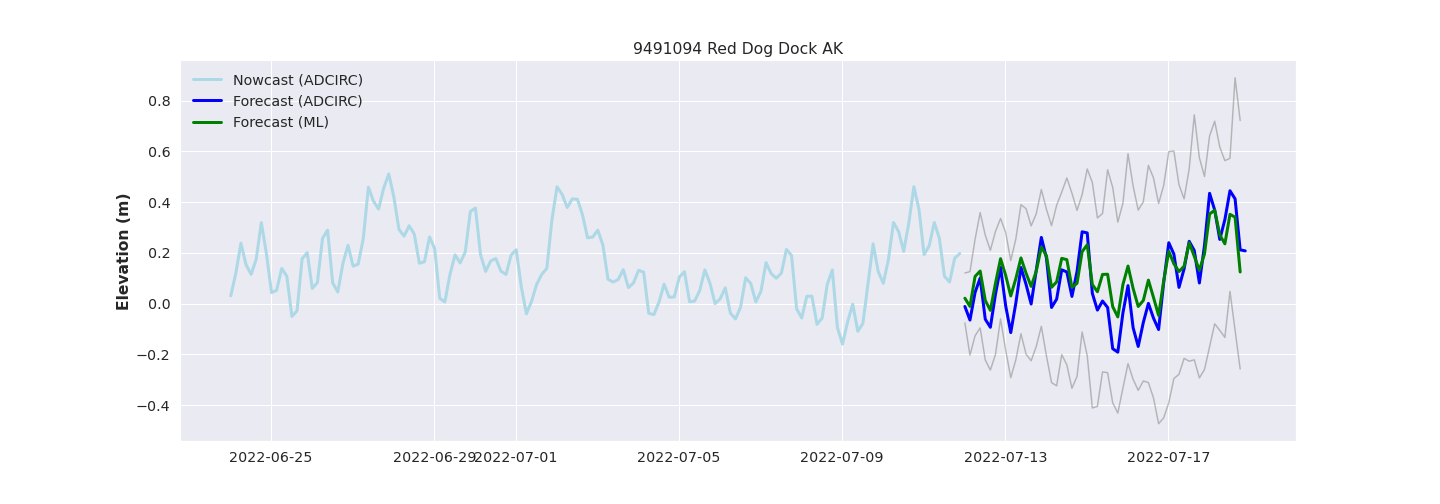 9491094 Red Dog Dock AK
Nowcast (ADCIRC)
Forecast (ADCIRC)
Forecast (ML)
Elevation (m)
0.8
0.6
0.4
0.2
0.0
−0.2
−0.4
2022-06-25 2022-06-29 2022-07-01 2022-07-05 2022-07-09 2022-07-13 2022-07-17